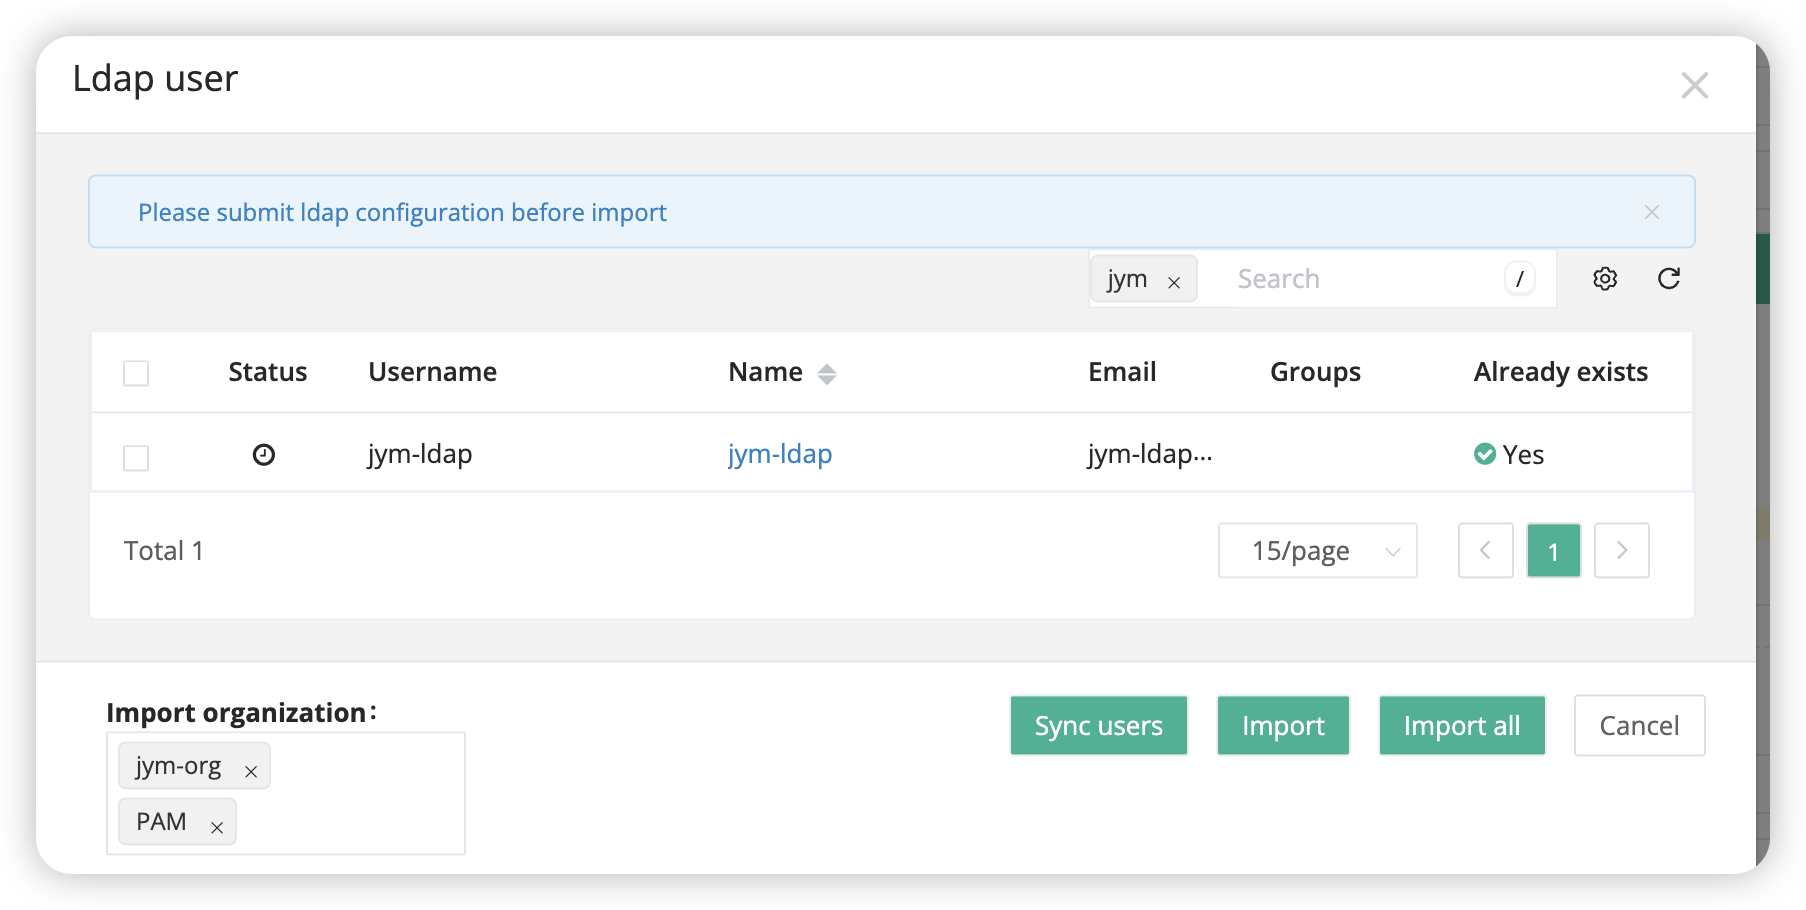 Ldap user
Please submit ldap configuration before import
jym Search /
Status Username Name Email Groups Already exists
jym-ldap jym-ldap jym-ldap... Yes
Total 1 15/page 1
Import organization:
jym-org
PAM
Sync users Import Import all Cancel